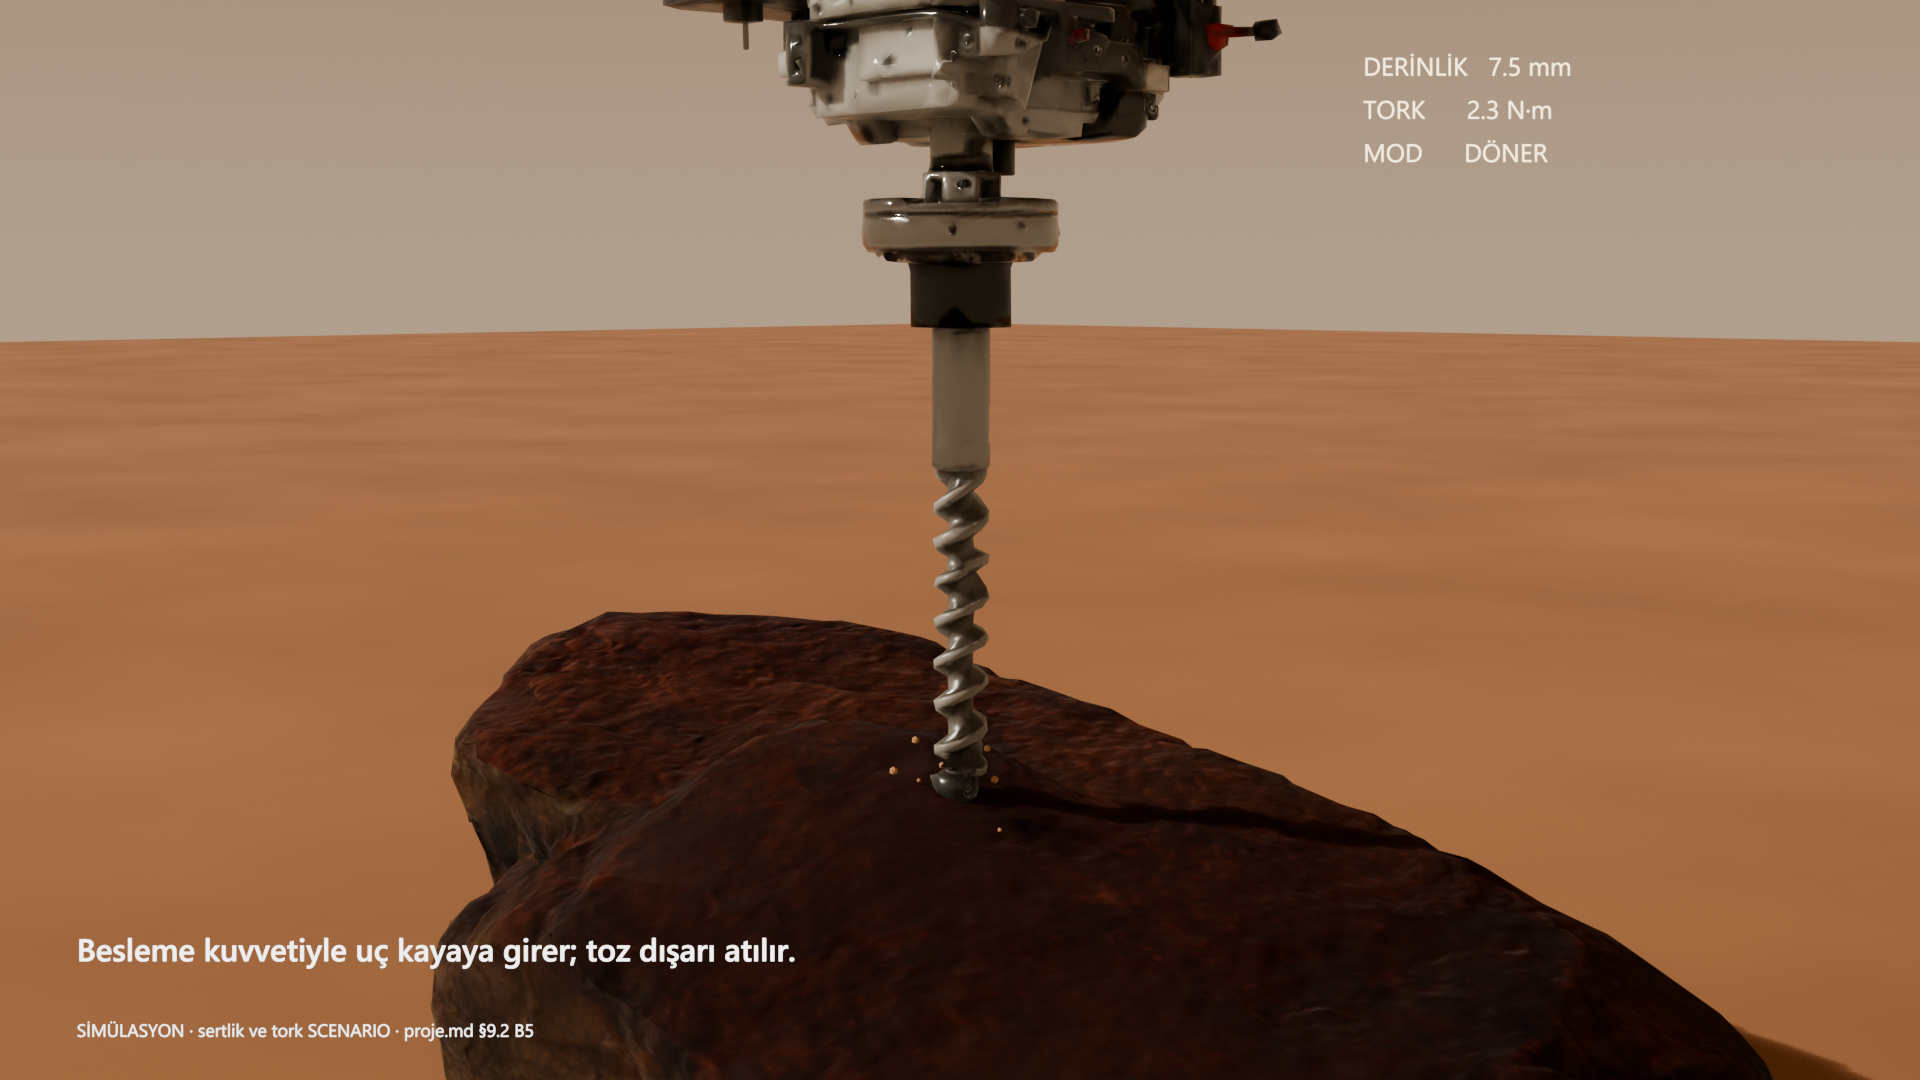 DERİNLİK 7.5 mm
TORK 2.3 N·m
MOD DÖNER
Besleme kuvvetiyle uç kayaya girer; toz dışarı atılır.
SİMÜLASYON · sertlik ve tork SCENARIO · proje.md §9.2 B5